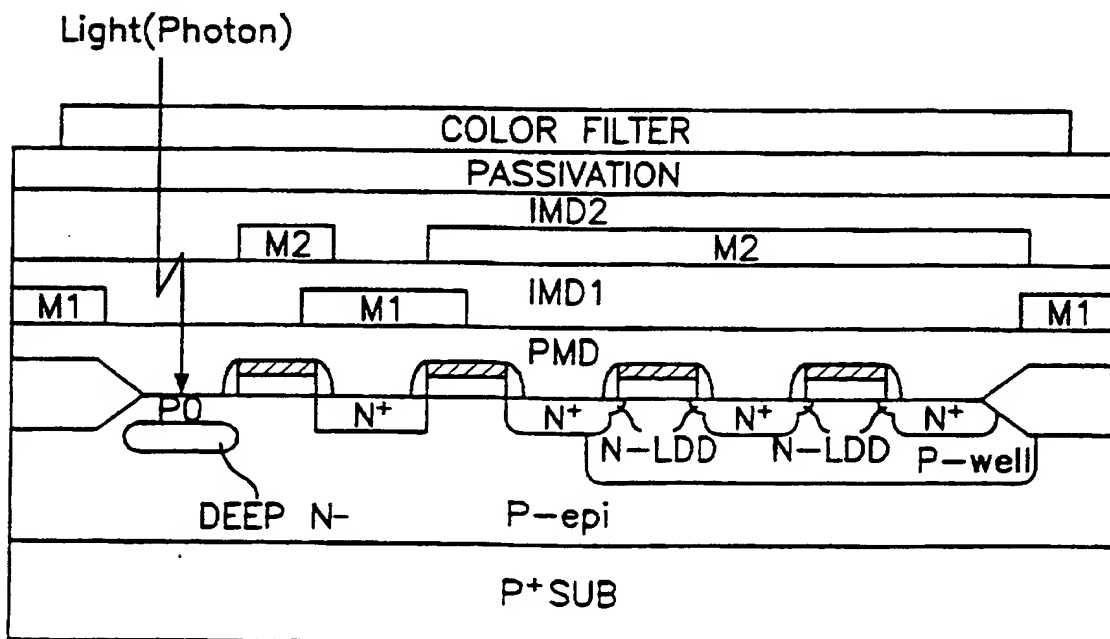 Light(Photon)
COLOR FILTER
PASSIVATION
IMD2
M2 M2
IMD1
M1 M1 M1
PMD
P0 N+ N+ N+ N+
N-LDD N-LDD P-well
DEEP N- P-epi
P+ SUB